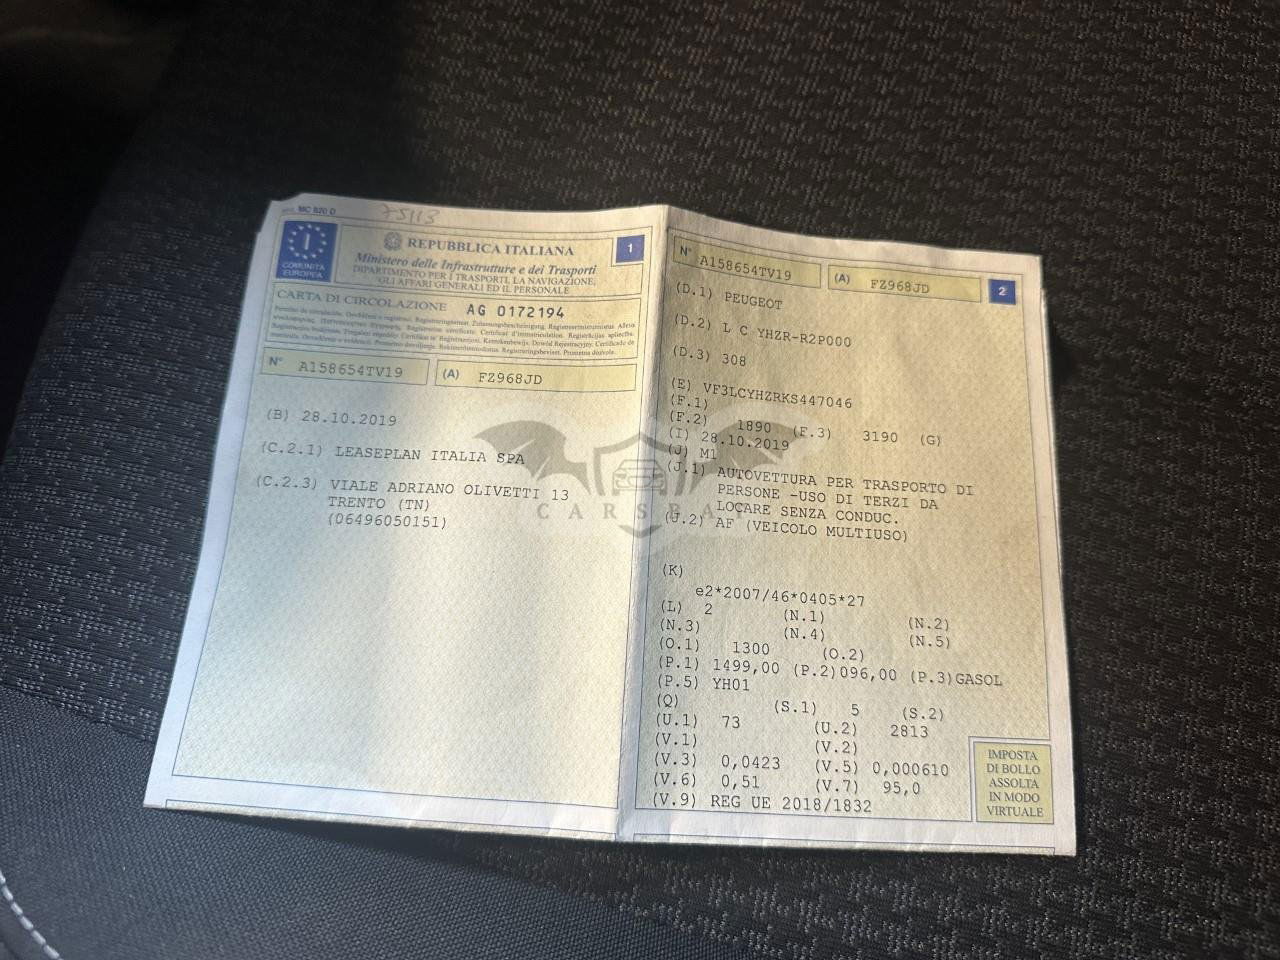 MC 820 D
75113
I
COMUNITÀ
EUROPEA
REPUBBLICA ITALIANA
Ministero delle Infrastrutture e dei Trasporti
DIPARTIMENTO PER I TRASPORTI, LA NAVIGAZIONE,
GLI AFFARI GENERALI ED IL PERSONALE
1
CARTA DI CIRCOLAZIONE AG 0172194
N° A158654TV19 (A) FZ968JD
(B) 28.10.2019
(C.2.1) LEASEPLAN ITALIA SPA
(C.2.3) VIALE ADRIANO OLIVETTI 13
TRENTO (TN)
(06496050151)
N° A158654TV19 (A) FZ968JD 2
(D.1) PEUGEOT
(D.2) L C YHZR-R2P000
(D.3) 308
(E) VF3LCYHZRKS447046
(F.1)
(F.2) 1890 (F.3) 3190 (G)
(I) 28.10.2019
(J) M1
(J.1) AUTOVETTURA PER TRASPORTO DI
PERSONE -USO DI TERZI DA
LOCARE SENZA CONDUC.
(J.2) AF (VEICOLO MULTIUSO)
(K)
e2*2007/46*0405*27
(L) 2 (N.1) (N.2)
(N.3) (N.4) (N.5)
(O.1) 1300 (O.2)
(P.1) 1499,00 (P.2)096,00 (P.3)GASOL
(P.5) YH01
(Q) (S.1) 5 (S.2)
(U.1) 73 (U.2) 2813
(V.1) (V.2)
(V.3) 0,0423 (V.5) 0,000610
(V.6) 0,51 (V.7) 95,0
(V.9) REG UE 2018/1832
IMPOSTA
DI BOLLO
ASSOLTA
IN MODO
VIRTUALE